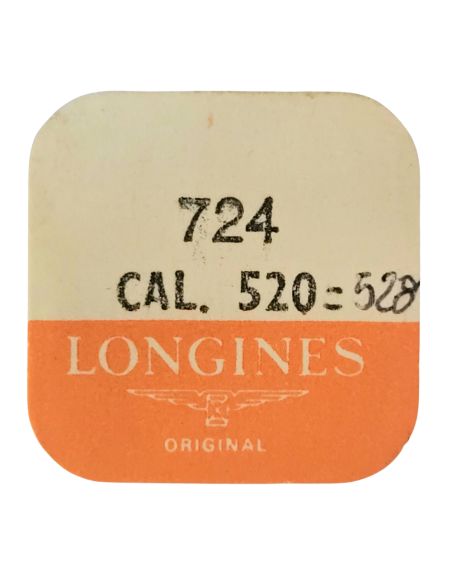 724
CAL. 520=528
LONGINES
ORIGINAL